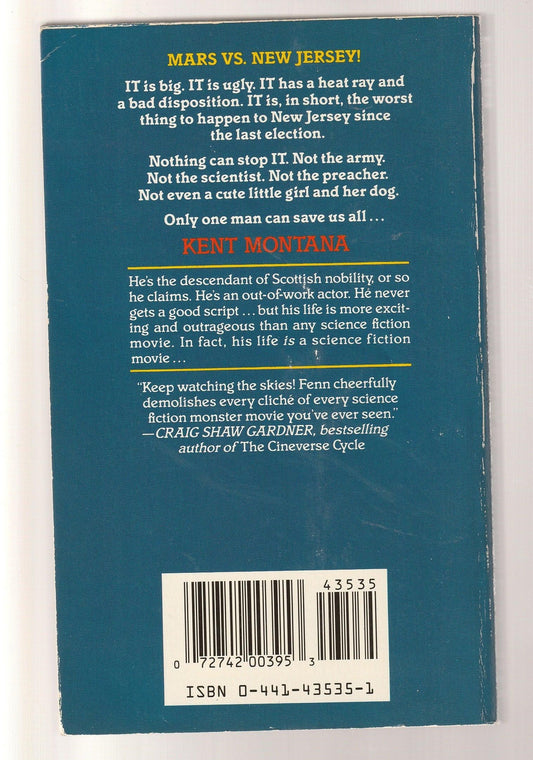 MARS VS. NEW JERSEY!
IT is big. IT is ugly. IT has a heat ray and
a bad disposition. IT is, in short, the worst
thing to happen to New Jersey since
the last election.
Nothing can stop IT. Not the army.
Not the scientist. Not the preacher.
Not even a cute little girl and her dog.
Only one man can save us all...
KENT MONTANA
He's the descendant of Scottish nobility, or so
he claims. He's an out-of-work actor. He never
gets a good script...but his life is more excit-
ing and outrageous than any science fiction
movie. In fact, his life is a science fiction
movie...
"Keep watching the skies! Fenn cheerfully
demolishes every cliché of every science
fiction monster movie you've ever seen."
—CRAIG SHAW GARDNER, bestselling
author of The Cineverse Cycle
43535
0 72742 00395 3
ISBN 0-441-43535-1